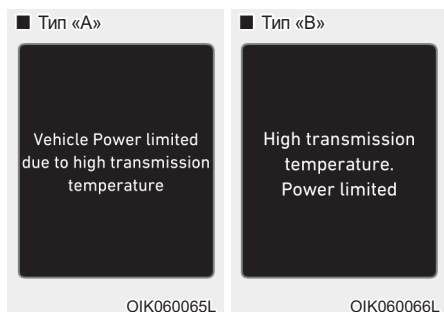 ■ Тип «А»
Vehicle Power limited
due to high transmission
temperature
OIK060065L
■ Тип «В»
High transmission
temperature.
Power limited
OIK060066L